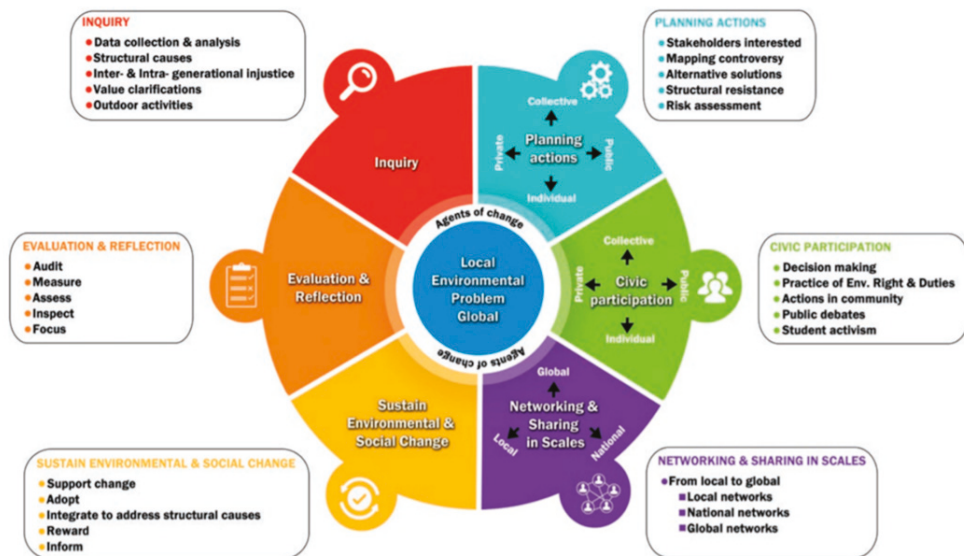 INQUIRY
Data collection & analysis
Structural causes
Inter- & Intra- generational injustice
Value clarifications
Outdoor activities
PLANNING ACTIONS
Stakeholders interested
Mapping controversy
Alternative solutions
Structural resistance
Risk assessment
Inquiry
Collective
Private
Planning
actions
Public
Individual
EVALUATION & REFLECTION
Audit
Measure
Assess
Inspect
Focus
Evaluation &
Reflection
Agents of change
Local
Environmental
Problem
Global
Agents of change
Collective
Private
Civic
participation
Public
Individual
CIVIC PARTICIPATION
Decision making
Practice of Env. Right & Duties
Actions in community
Public debates
Student activism
Sustain
Environmental &
Social Change
Global
Networking &
Sharing
in Scales
Local
National
SUSTAIN ENVIRONMENTAL & SOCIAL CHANGE
Support change
Adopt
Integrate to address structural causes
Reward
Inform
NETWORKING & SHARING IN SCALES
From local to global
Local networks
National networks
Global networks